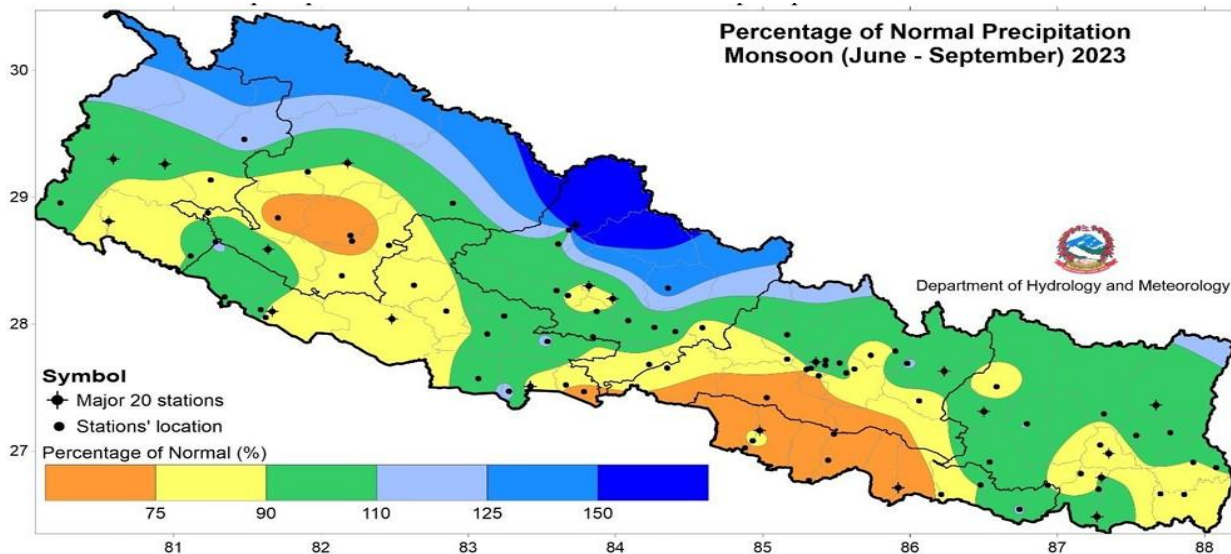 Percentage of Normal Precipitation
Monsoon (June - September) 2023
30
29
28
27
Department of Hydrology and Meteorology
Symbol
Major 20 stations
Stations' location
Percentage of Normal (%)
75 90 110 125 150
81 82 83 84 85 86 87 88